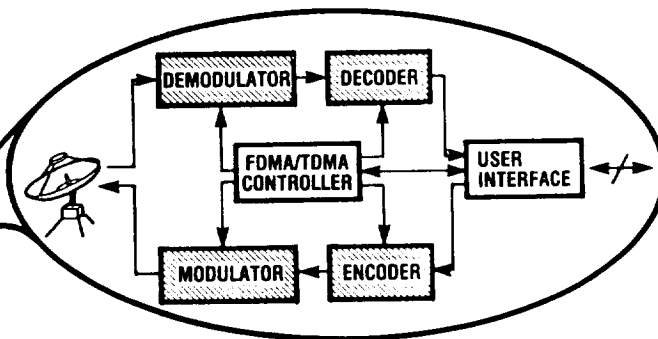 DEMODULATOR
DECODER
FDMA/TDMA
CONTROLLER
USER
INTERFACE
MODULATOR
ENCODER